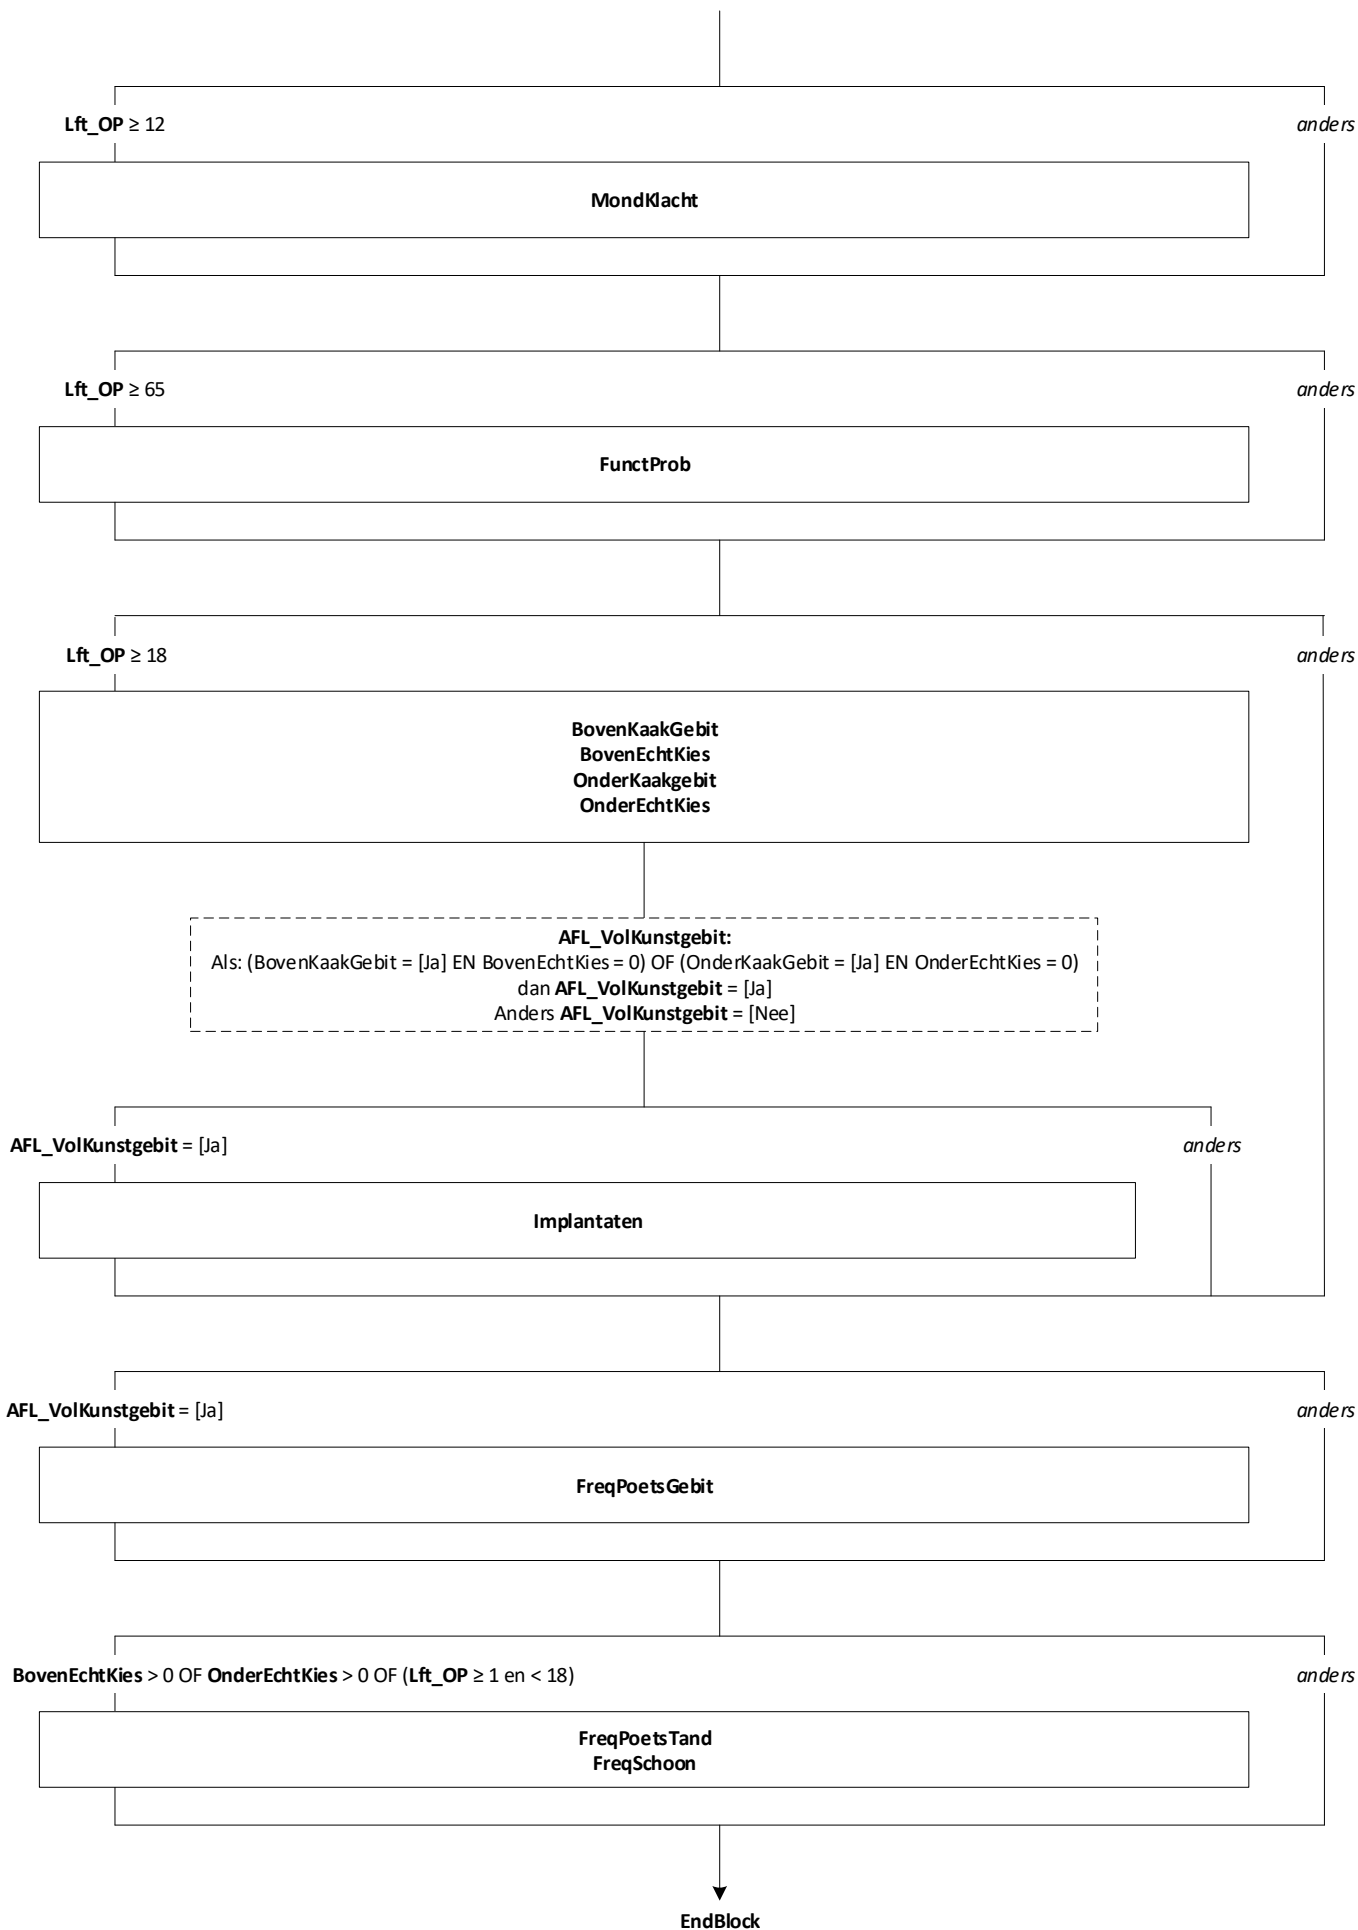 Lft_OP ≥ 12
anders
MondKlacht
Lft_OP ≥ 65
anders
FunctProb
Lft_OP ≥ 18
anders
BovenKaakGebit
BovenEchtKies
OnderKaakgebit
OnderEchtKies
AFL_VolKunstgebit:
Als: (BovenKaakGebit = [Ja] EN BovenEchtKies = 0) OF (OnderKaakGebit = [Ja] EN OnderEchtKies = 0)
dan AFL_VolKunstgebit = [Ja]
Anders AFL_VolKunstgebit = [Nee]
AFL_VolKunstgebit = [Ja]
anders
Implantaten
AFL_VolKunstgebit = [Ja]
anders
FreqPoetsGebit
BovenEchtKies > 0 OF OnderEchtKies > 0 OF (Lft_OP ≥ 1 en < 18)
anders
FreqPoetsTand
FreqSchoon
EndBlock